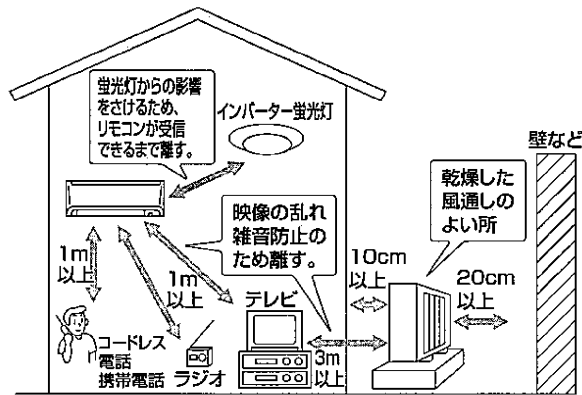 蛍光灯からの影響
をさけるため、
リモコンが受信
できるまで離す。
インバーター蛍光灯
壁など
乾燥した
風通しの
よい所
映像の乱れ
雑音防止の
ため離す。
1m
以上
1m
以上
テレビ
10cm
以上
20cm
以上
コードレス
電話
携帯電話
ラジオ
3m
以上